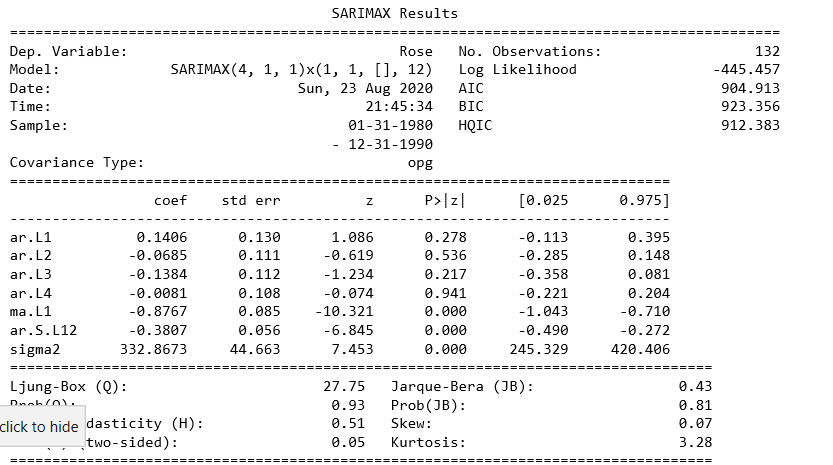 SARIMAX Results
==============================================================================
Dep. Variable: Rose No. Observations: 132
Model: SARIMAX(4, 1, 1)x(1, 1, [], 12) Log Likelihood -445.457
Date: Sun, 23 Aug 2020 AIC 904.913
Time: 21:45:34 BIC 923.356
Sample: 01-31-1980 HQIC 912.383
- 12-31-1990
Covariance Type: opg
==============================================================================
coef std err z P>|z| [0.025 0.975]
------------------------------------------------------------------------------
ar.L1 0.1406 0.130 1.086 0.278 -0.113 0.395
ar.L2 -0.0685 0.111 -0.619 0.536 -0.285 0.148
ar.L3 -0.1384 0.112 -1.234 0.217 -0.358 0.081
ar.L4 -0.0081 0.108 -0.074 0.941 -0.221 0.204
ma.L1 -0.8767 0.085 -10.321 0.000 -1.043 -0.710
ar.S.L12 -0.3807 0.056 -6.845 0.000 -0.490 -0.272
sigma2 332.8673 44.663 7.453 0.000 245.329 420.406
==============================================================================
Ljung-Box (Q): 27.75 Jarque-Bera (JB): 0.43
0.93 Prob(JB): 0.81
click to hide dasticity (H): 0.51 Skew: 0.07
(two-sided): 0.05 Kurtosis: 3.28
==============================================================================